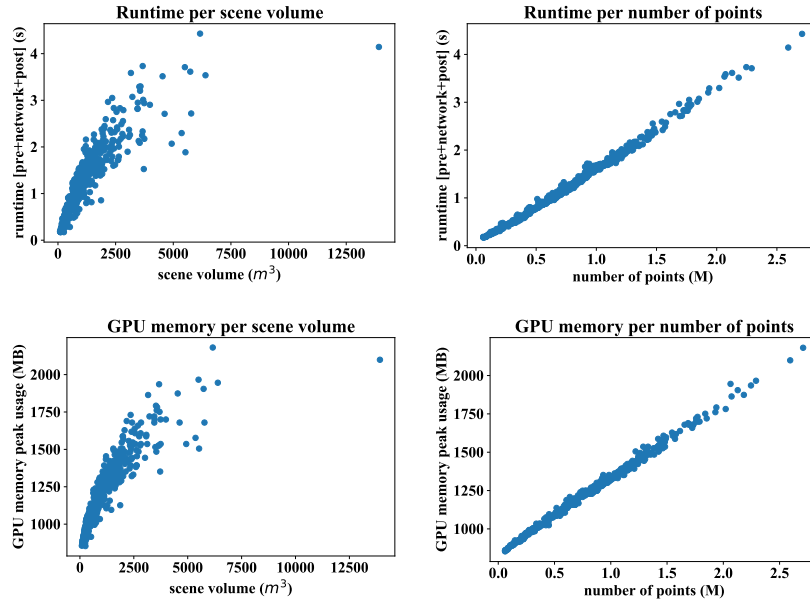 Runtime per scene volume
rumtime [pre+network+post] (s)
4
3
2
1
0
0 2500 5000 7500 10000 12500
scene volume (m³)
Runtime per number of points
rumtime [pre+network+post] (s)
4
3
2
1
0
0.0 0.5 1.0 1.5 2.0 2.5
number of points (M)
GPU memory per scene volume
GPU memory peak usage (MB)
2000
1750
1500
1250
1000
0 2500 5000 7500 10000 12500
scene volume (m³)
GPU memory per number of points
GPU memory peak usage (MB)
2000
1750
1500
1250
1000
0.0 0.5 1.0 1.5 2.0 2.5
number of points (M)